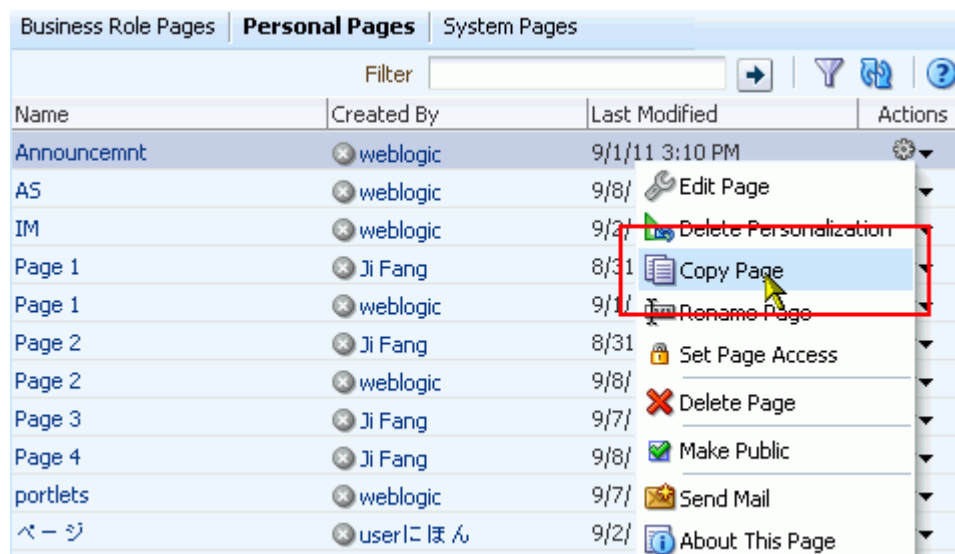 Business Role Pages Personal Pages System Pages
Filter
Name Created By Last Modified Actions
Announcemnt weblogic 9/1/11 3:10 PM
AS weblogic 9/8/ Edit Page
IM weblogic 9/2/ Delete Personalization
Page 1 Ji Fang 8/31 Copy Page
Page 1 weblogic 9/1/ Rename Page
Page 2 Ji Fang 8/31 Set Page Access
Page 2 weblogic 9/8/
Page 3 Ji Fang 9/7/ Delete Page
Page 4 Ji Fang 9/8/ Make Public
portlets weblogic 9/7/ Send Mail
ページ userにほん 9/2/ About This Page